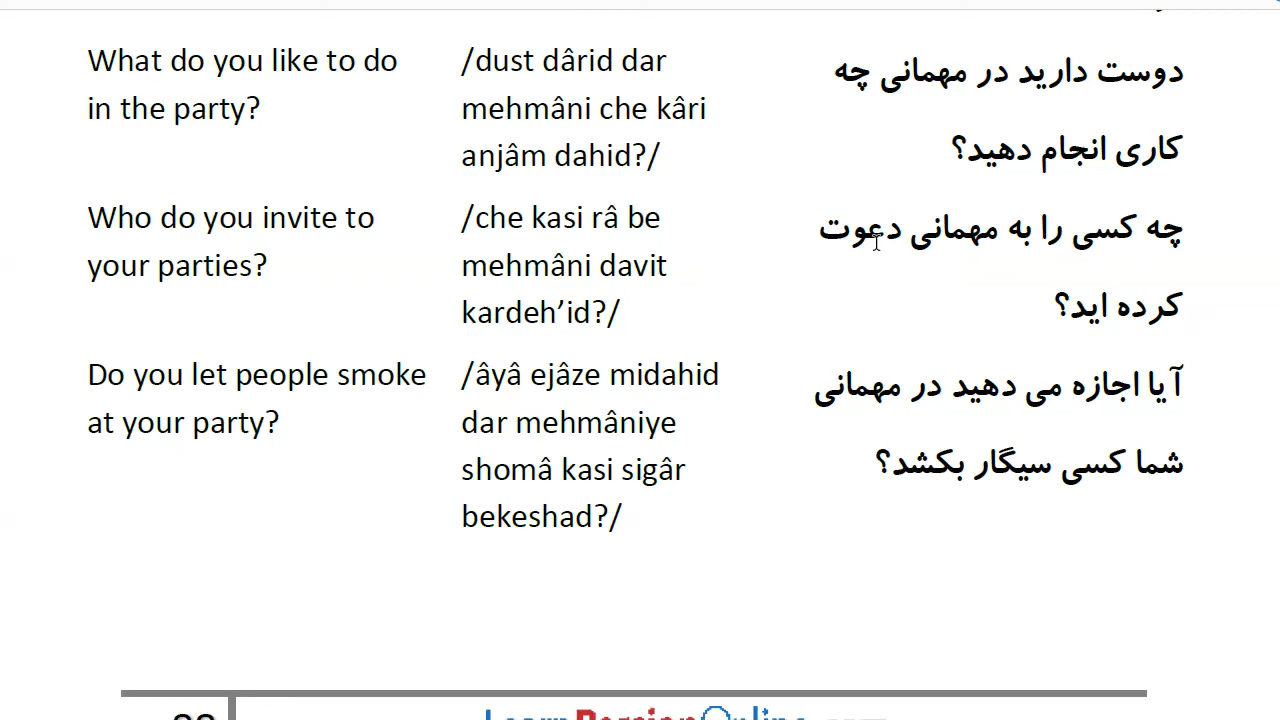 What do you like to do
in the party?
/dust dârid dar
mehmâni che kâri
anjâm dahid?/
دوست دارید در مهمانی چه
کاری انجام دهید؟
Who do you invite to
your parties?
/che kasi râ be
mehmâni davit
kardeh’id?/
چه کسی را به مهمانی دعوت
کرده اید؟
Do you let people smoke
at your party?
/âyâ ejâze midahid
dar mehmâniye
shomâ kasi sigâr
bekeshad?/
آیا اجازه می دهید در مهمانی
شما کسی سیگار بکشد؟
LearnPersianOnline